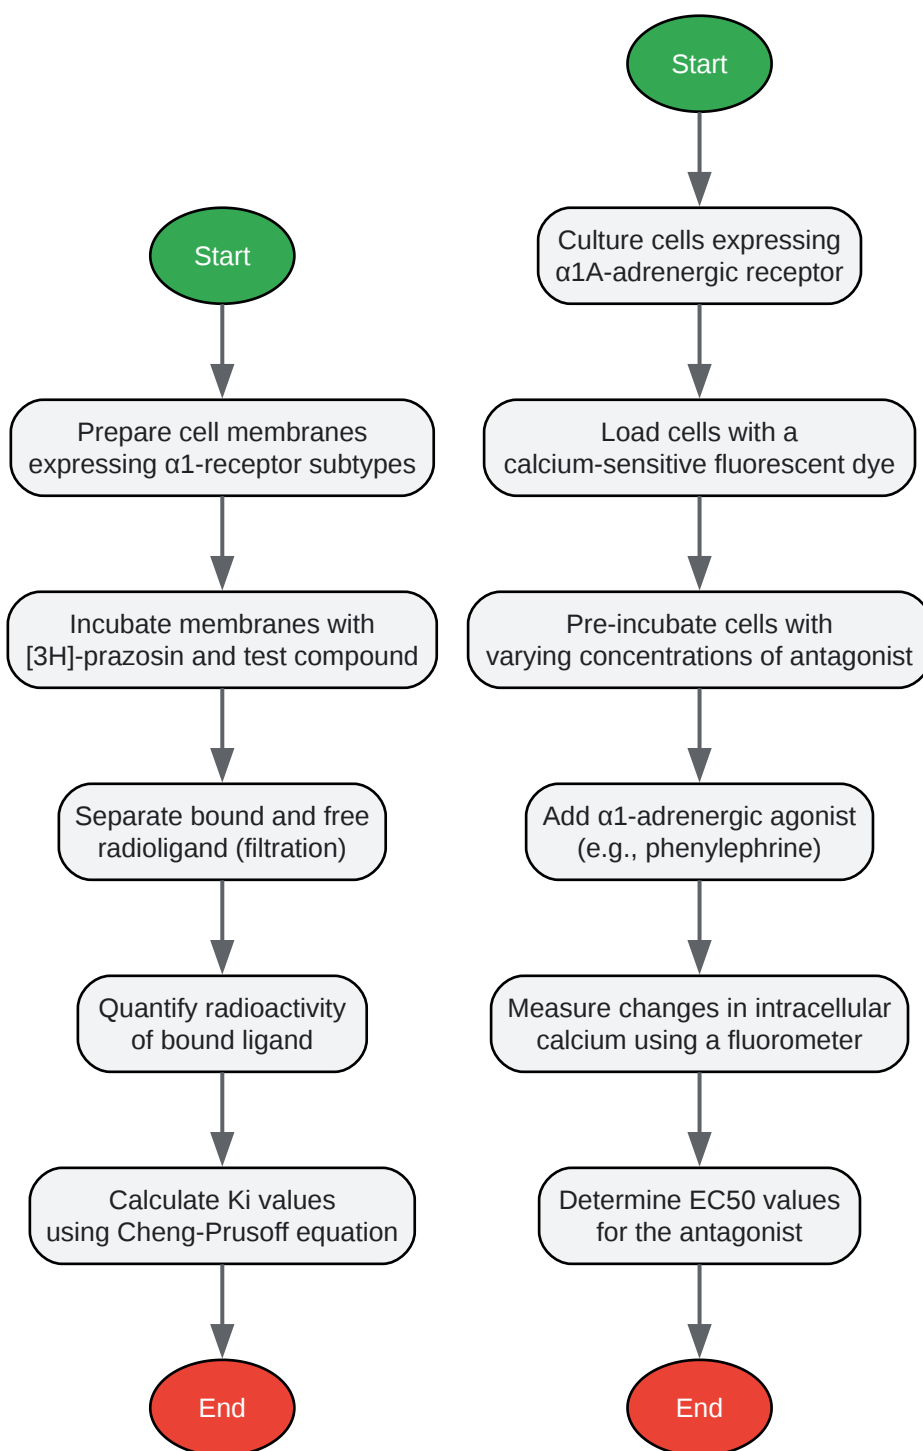 Start
Prepare cell membranes
expressing α1-receptor subtypes
Incubate membranes with
[3H]-prazosin and test compound
Separate bound and free
radioligand (filtration)
Quantify radioactivity
of bound ligand
Calculate Ki values
using Cheng-Prusoff equation
End
Start
Culture cells expressing
α1A-adrenergic receptor
Load cells with a
calcium-sensitive fluorescent dye
Pre-incubate cells with
varying concentrations of antagonist
Add α1-adrenergic agonist
(e.g., phenylephrine)
Measure changes in intracellular
calcium using a fluorometer
Determine EC50 values
for the antagonist
End